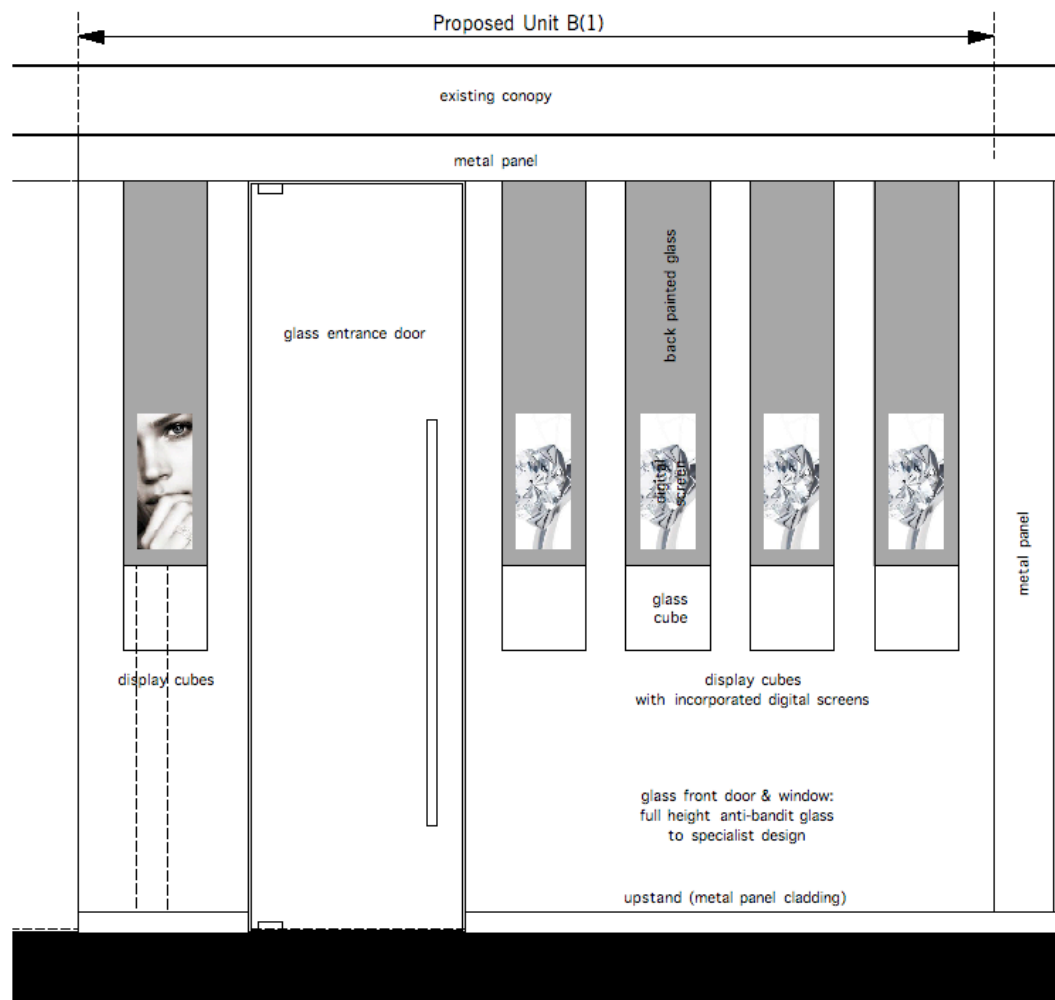 Proposed Unit B(1)
existing conopy
metal panel
back painted glass
glass entrance door
digital
screen
metal panel
glass
cube
display cubes
display cubes
with incorporated digital screens
glass front door & window:
full height anti-bandit glass
to specialist design
upstand (metal panel cladding)